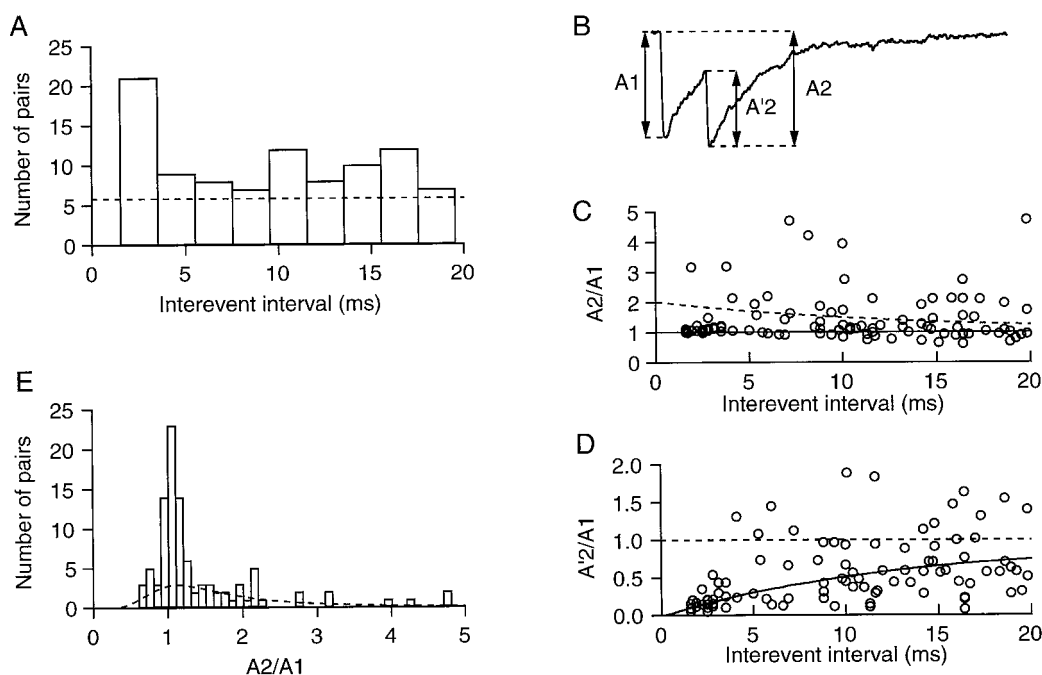 A
Number of pairs
25
20
15
10
5
0
0 5 10 15 20
Interevent interval (ms)
B
A1
A'2
A2
C
A2/A1
5
4
3
2
1
0
0 5 10 15 20
Interevent interval (ms)
E
Number of pairs
25
20
15
10
5
0
0 1 2 3 4 5
A2/A1
D
A'2/A1
2.0
1.5
1.0
0.5
0.0
0 5 10 15 20
Interevent interval (ms)